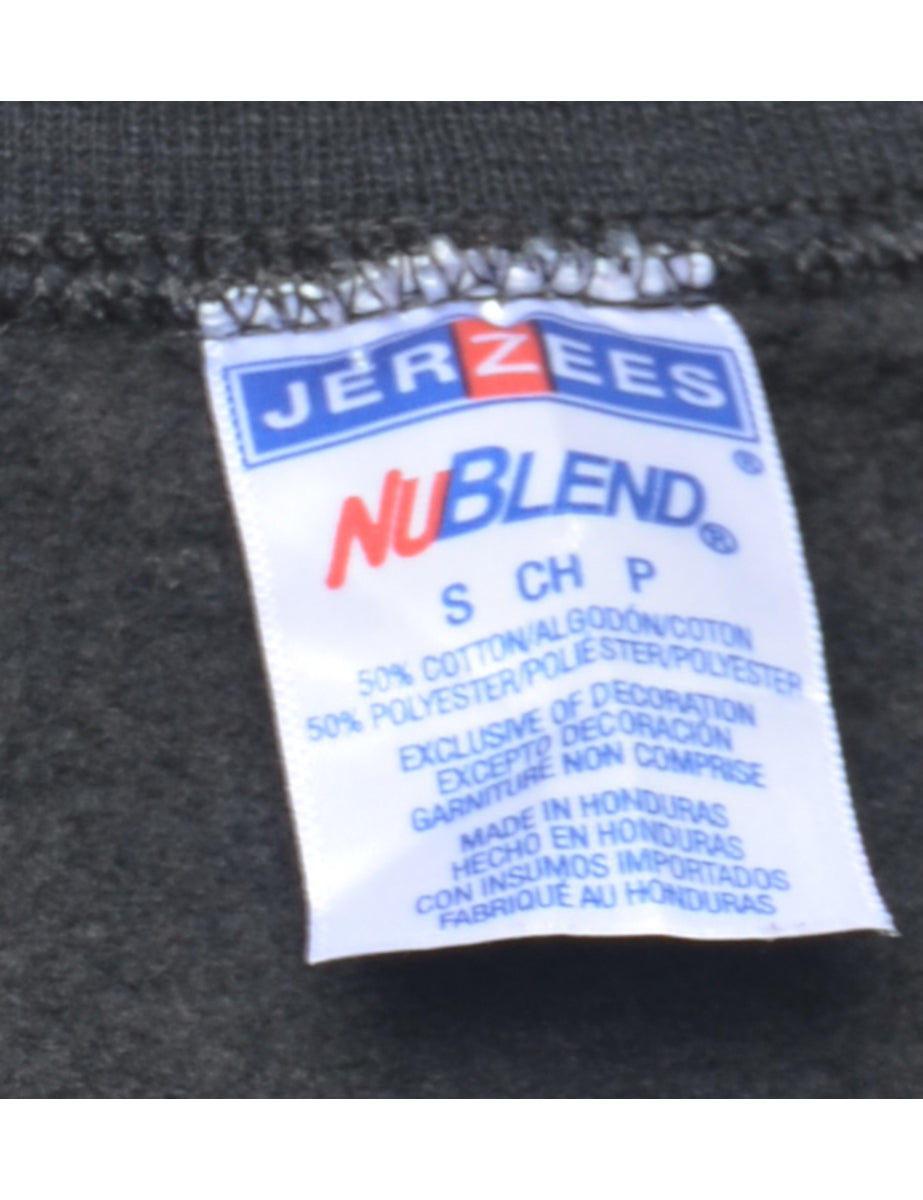 JERZEES
®
NUBLEND®
S CH P
50% COTTON/ALGODÓN/COTON
50% POLYESTER/POLIÉSTER/POLYESTER
EXCLUSIVE OF DECORATION
EXCEPTO DECORACIÓN
GARNITURE NON COMPRISE
MADE IN HONDURAS
HECHO EN HONDURAS
CON INSUMOS IMPORTADOS
FABRIQUÉ AU HONDURAS